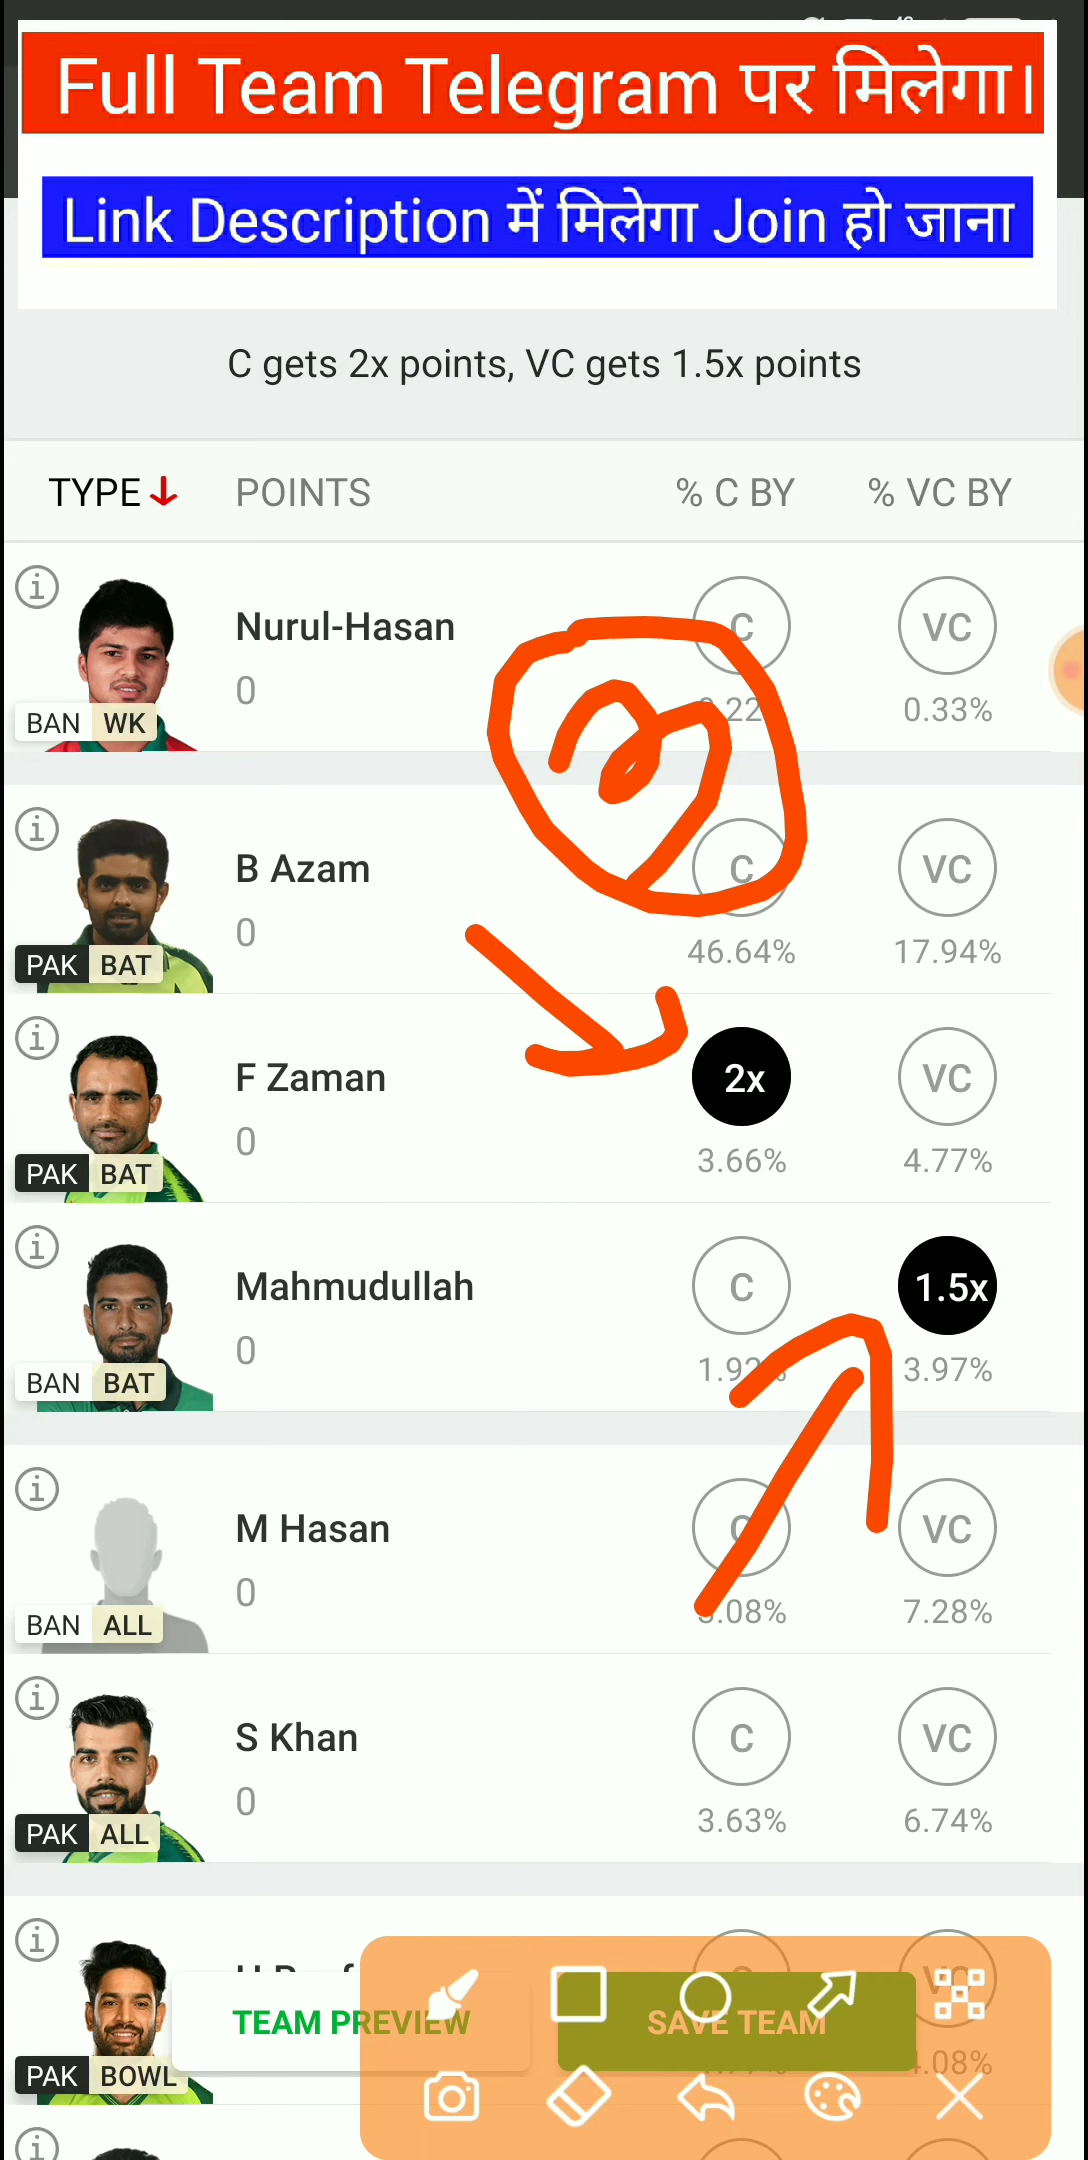 Full Team Telegram पर मिलेगा।
Link Description में मिलेगा Join हो जाना
C gets 2x points, VC gets 1.5x points
TYPE POINTS % C BY % VC BY
Nurul-Hasan C VC
0 0.33%
BAN WK
B Azam C VC
0 46.64% 17.94%
PAK BAT
F Zaman 2x VC
0 3.66% 4.77%
PAK BAT
Mahmudullah C 1.5x
0 3.97%
BAN BAT
M Hasan C VC
0 7.28%
BAN ALL
S Khan C VC
0 3.63% 6.74%
PAK ALL
TEAM PREVIEW SAVE TEAM
PAK BOWL